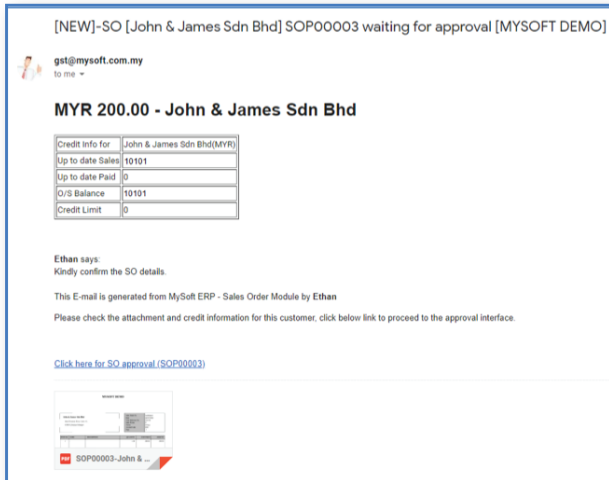 [NEW]-SO [John & James Sdn Bhd] SOP00003 waiting for approval [MYSOFT DEMO]
gst@mysoft.com.my
to me
MYR 200.00 - John & James Sdn Bhd
Credit Info for John & James Sdn Bhd(MYR)
Up to date Sales 10101
Up to date Paid 0
O/S Balance 10101
Credit Limit 0
Ethan says:
Kindly confirm the SO details.
This E-mail is generated from MySoft ERP - Sales Order Module by Ethan
Please check the attachment and credit information for this customer, click below link to proceed to the approval interface.
Click here for SO approval (SOP00003)
MYSOFT DEMO
PDF SOP00003-John & ...